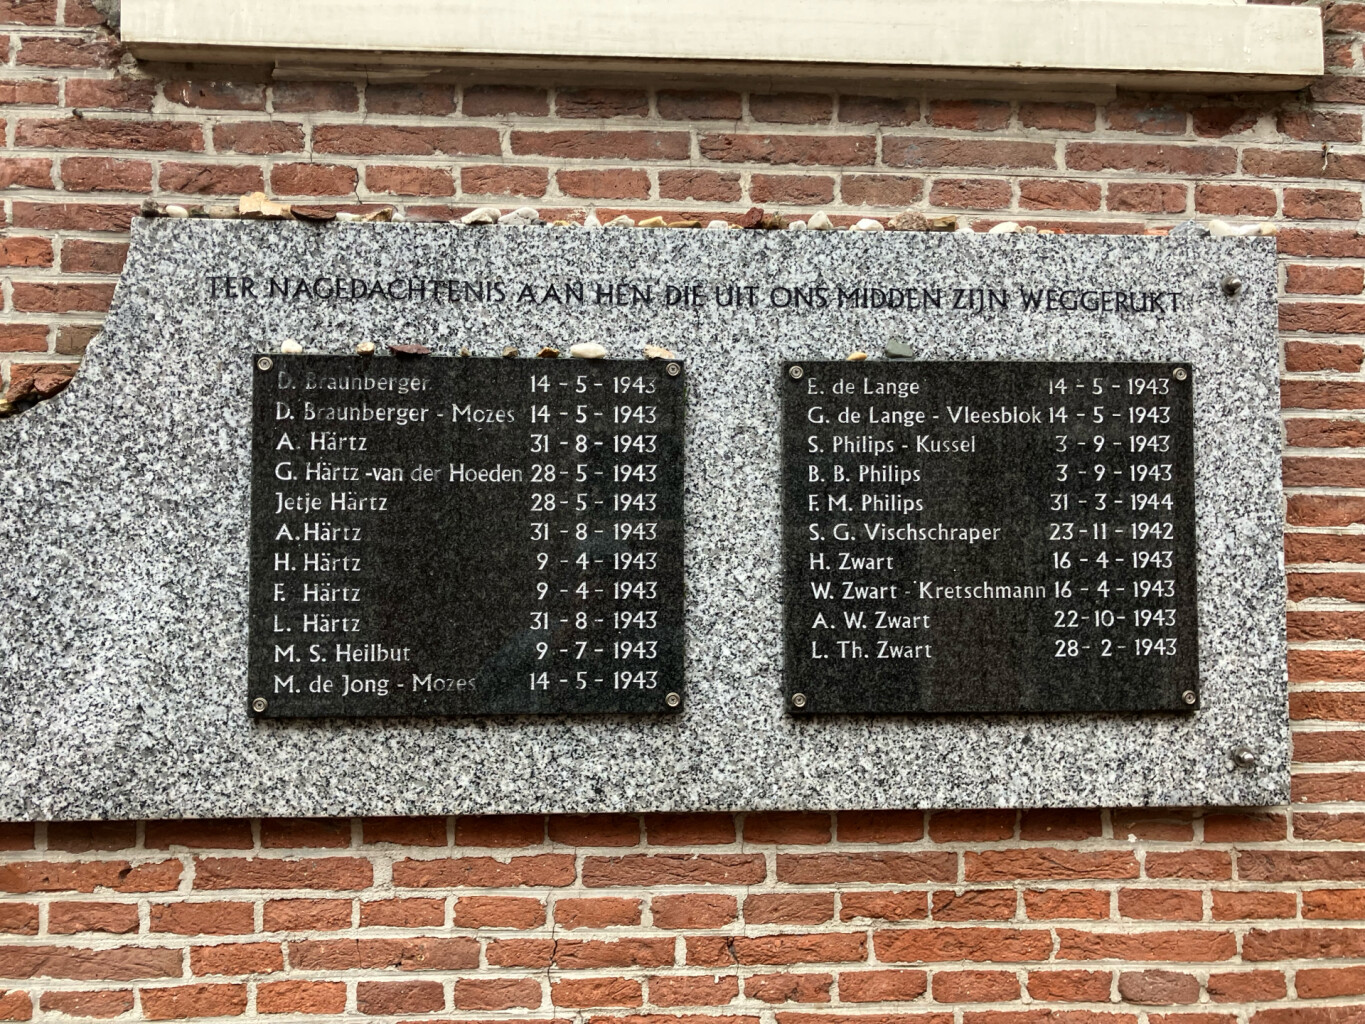 TER NAGEDACHTENIS AAN HEN DIE UIT ONS MIDDEN ZIJN WEGGERUKT
D. Braunberger 14 - 5 - 1943
D. Braunberger - Mozes 14 - 5 - 1943
A. Härtz 31 - 8 - 1943
G. Härtz -van der Hoeden 28 - 5 - 1943
Jetje Härtz 28 - 5 - 1943
A. Härtz 31 - 8 - 1943
H. Härtz 9 - 4 - 1943
F. Härtz 9 - 4 - 1943
L. Härtz 31 - 8 - 1943
M. S. Heilbut 9 - 7 - 1943
M. de Jong - Mozes 14 - 5 - 1943
E. de Lange 14 - 5 - 1943
G. de Lange - Vleesblok 14 - 5 - 1943
S. Philips - Kussel 3 - 9 - 1943
B. B. Philips 3 - 9 - 1943
F. M. Philips 31 - 3 - 1944
S. G. Vischschraper 23 - 11 - 1942
H. Zwart 16 - 4 - 1943
W. Zwart - Kretschmann 16 - 4 - 1943
A. W. Zwart 22 - 10 - 1943
L. Th. Zwart 28 - 2 - 1943